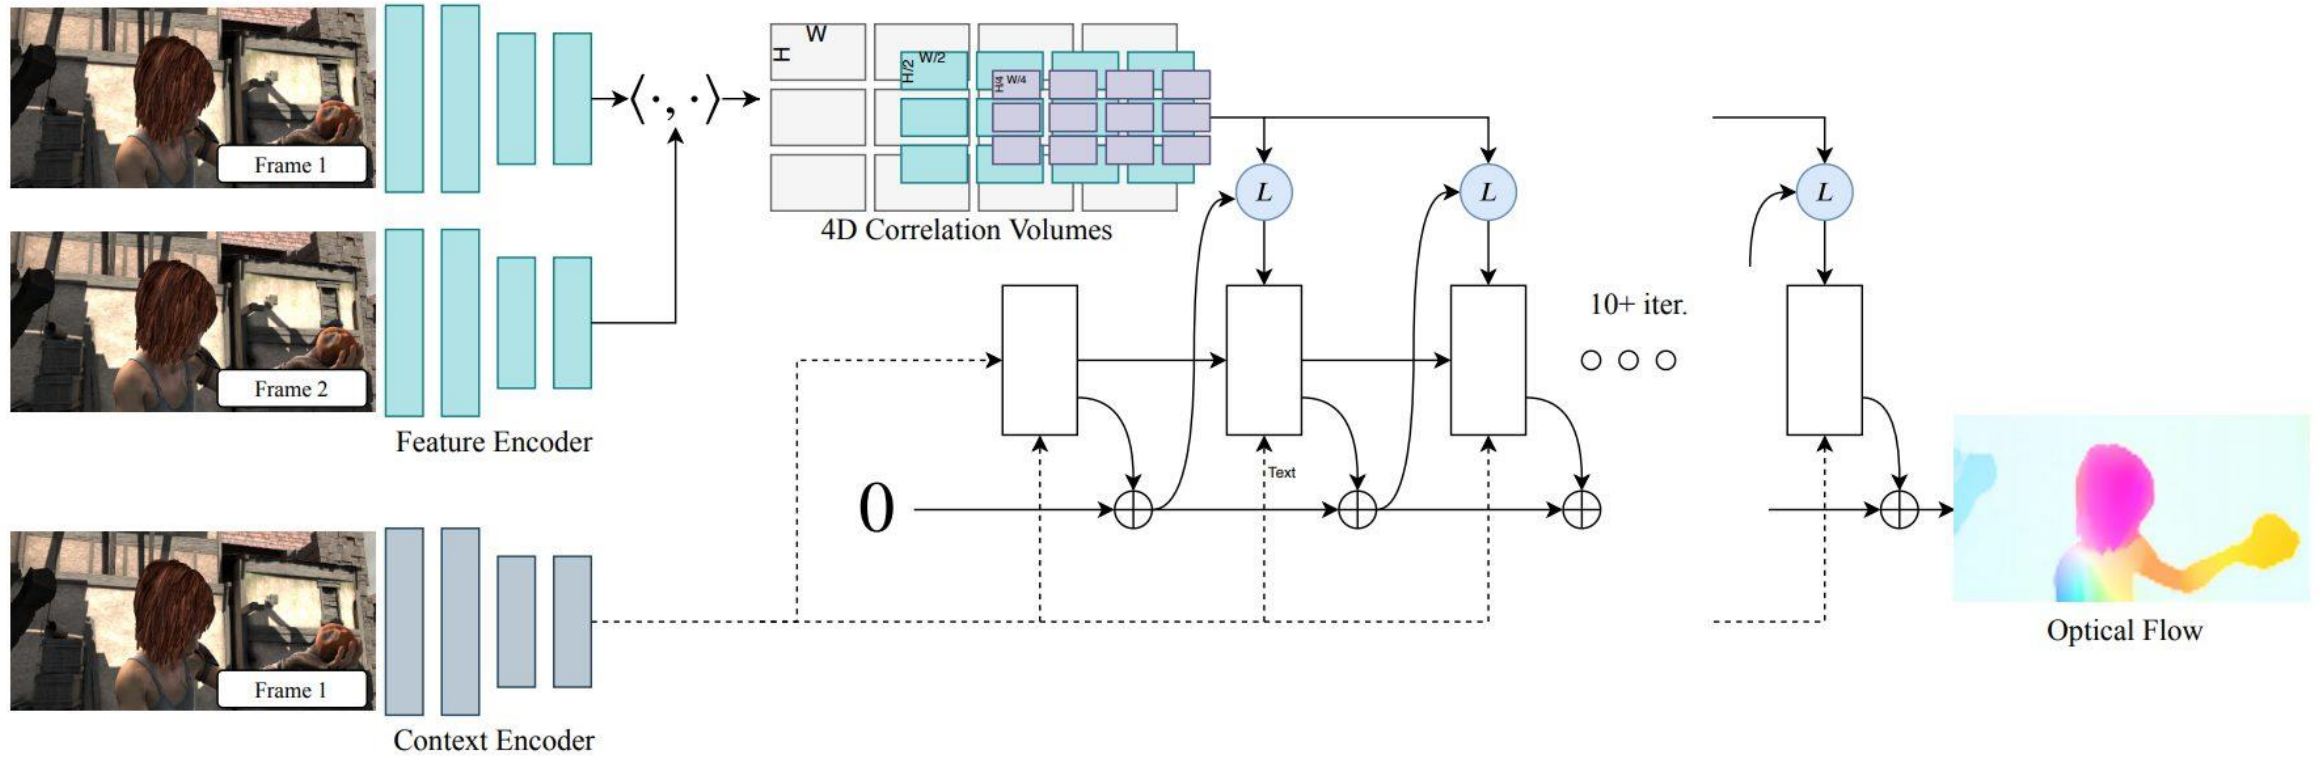 Frame 1
Frame 2
Feature Encoder
Frame 1
Context Encoder
⟨·,·⟩
H
W
H/2
W/2
H/4
W/4
4D Correlation Volumes
L
L
L
10+ iter.
Text
0
Optical Flow